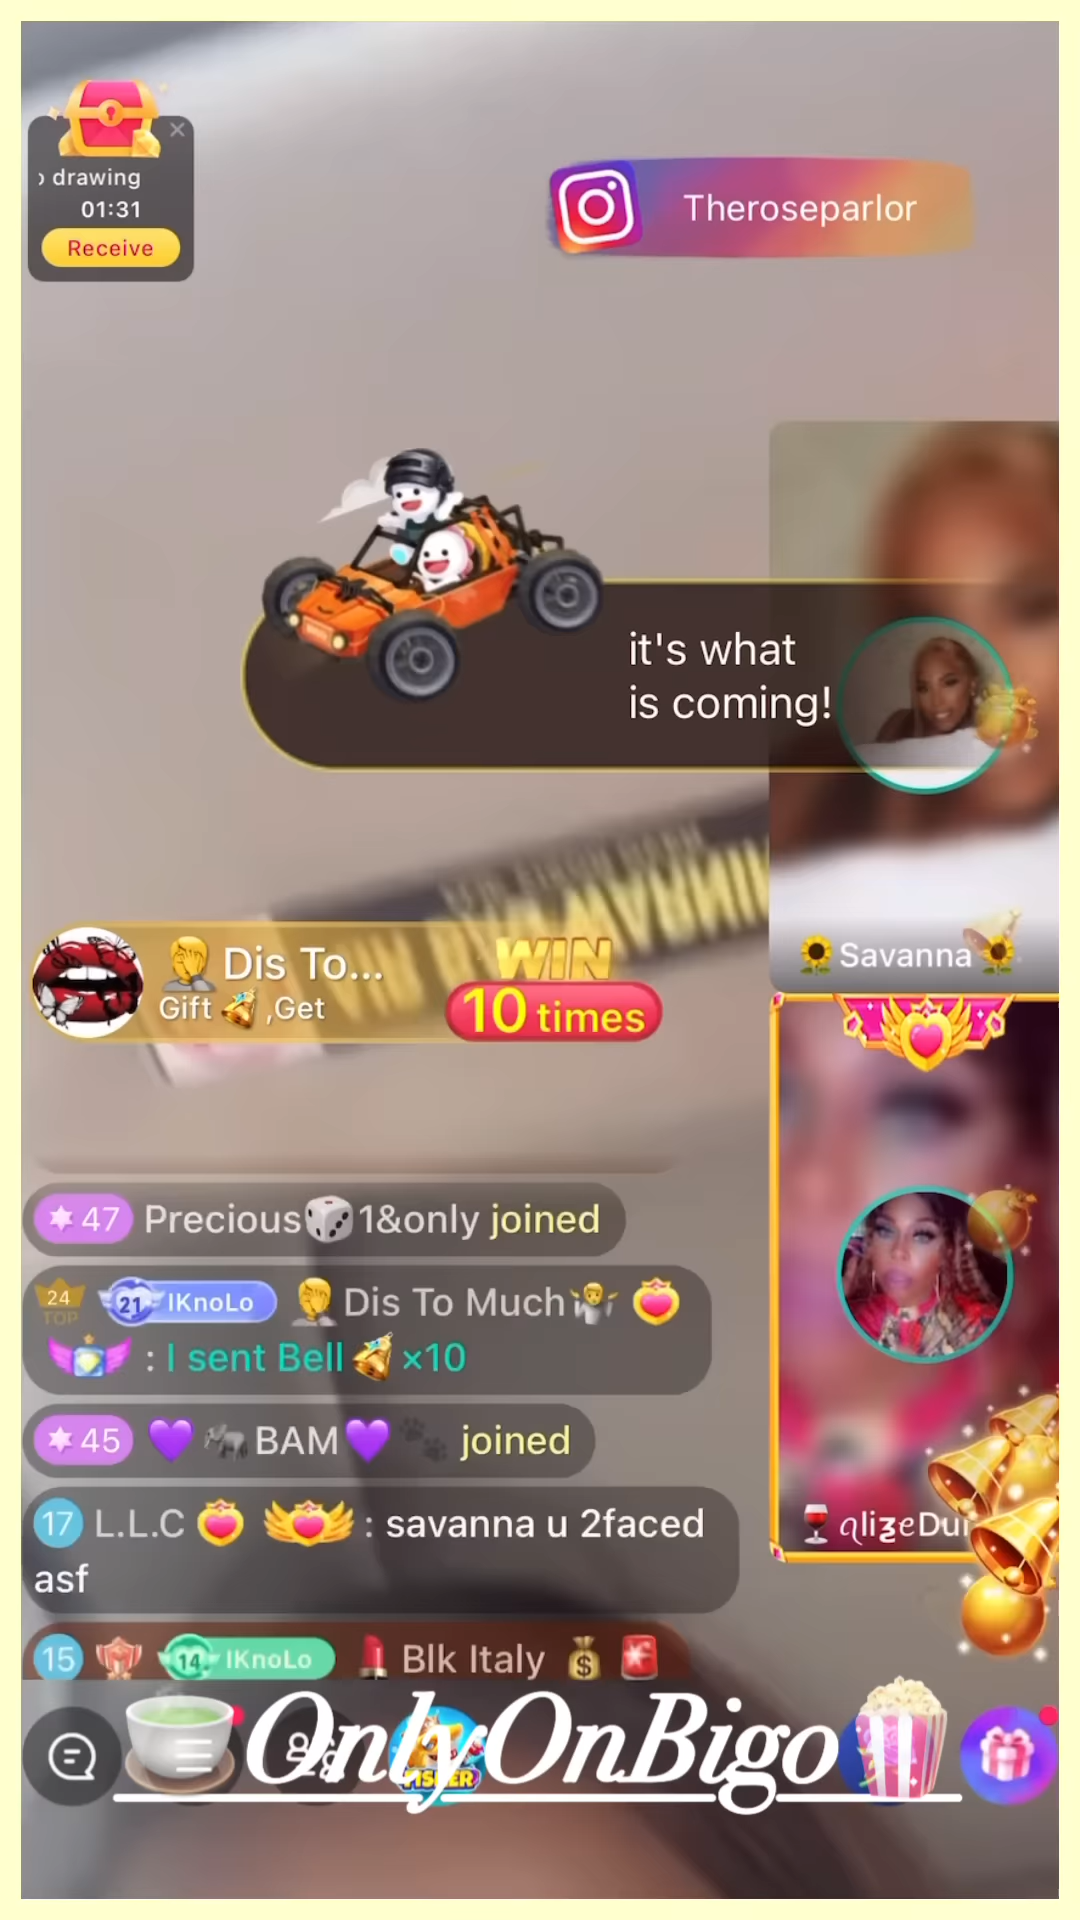 drawing
01:31
Receive
Theroseparlor
it's what
is coming!
Savanna
🤦 Dis To...
Gift 🔔 ,Get
WIN
10 times
47 Precious🎲1&only joined
24
TOP
21 IKnoLo 🤦 Dis To Much🤷
: I sent Bell 🔔 ×10
45 💜🐘BAM💜🐾 joined
17 L.L.C : savanna u 2faced
asf
🍷 ɑliƺeDu
15 14 IKnoLo 💄 Blk Italy 💰 🚨
OnlyOnBigo